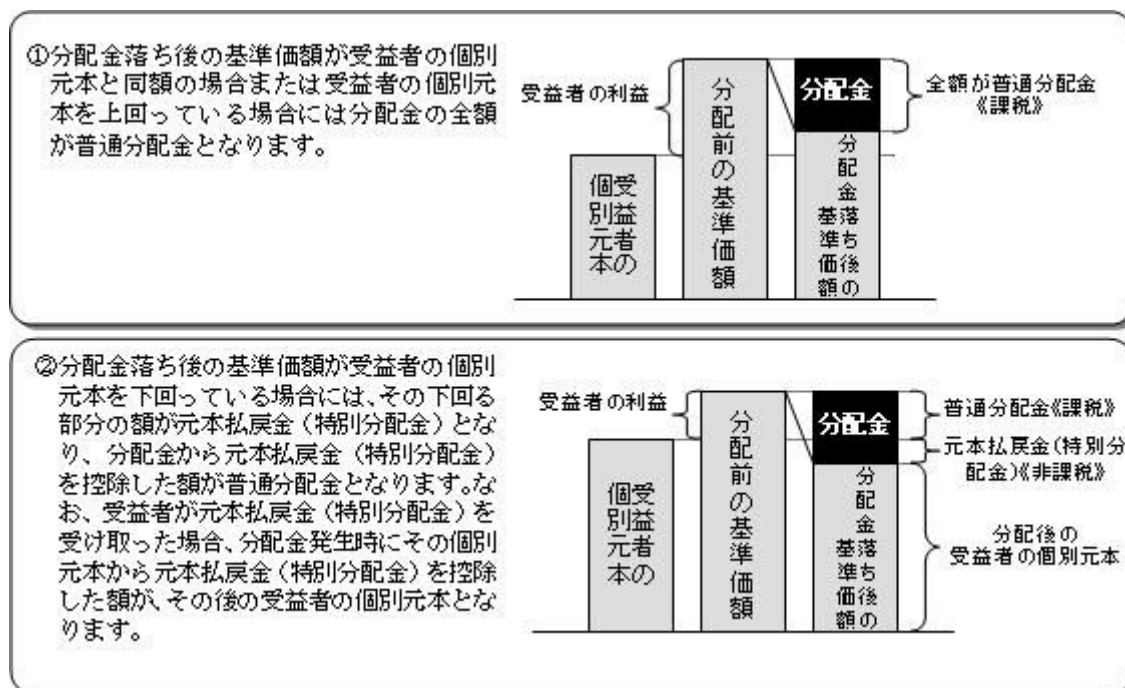 ①分配金落ち後の基準価額が受益者の個別
元本と同額の場合または受益者の個別元
本を上回っている場合には分配金の全額
が普通分配金となります。
受益者の利益
受益者の
個別元本
分配前の基準価額
分配金
分配金落ち後の
基準価額
全額が普通分配金
《課税》
②分配金落ち後の基準価額が受益者の個別
元本を下回っている場合には、その下回る
部分の額が元本払戻金（特別分配金）とな
り、分配金から元本払戻金（特別分配金）
を控除した額が普通分配金となります。な
お、受益者が元本払戻金（特別分配金）を
受け取った場合、分配金発生時にその個別
元本から元本払戻金（特別分配金）を控除
した額が、その後の受益者の個別元本とな
ります。
受益者の利益
受益者の
個別元本
分配前の基準価額
分配金
分配金落ち後の
基準価額
普通分配金《課税》
元本払戻金（特別分
配金）《非課税》
分配後の
受益者の個別元本